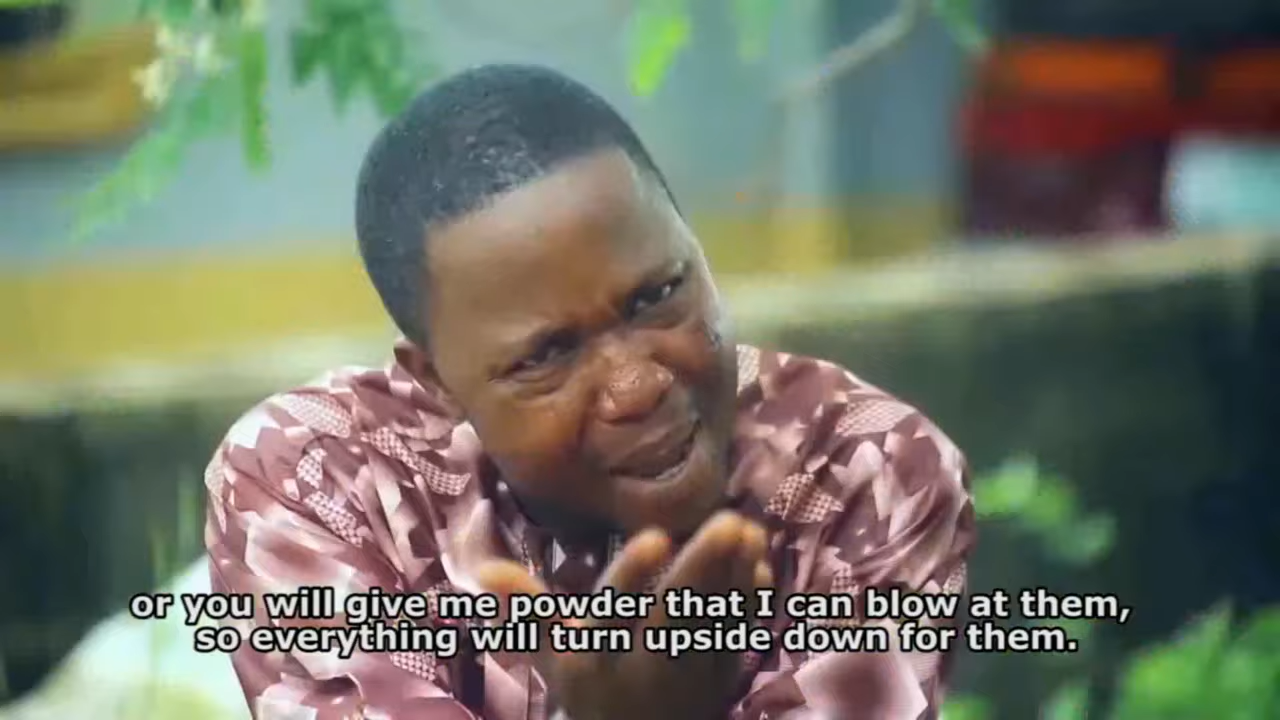 or you will give me powder that I can blow at them,
so everything will turn upside down for them.